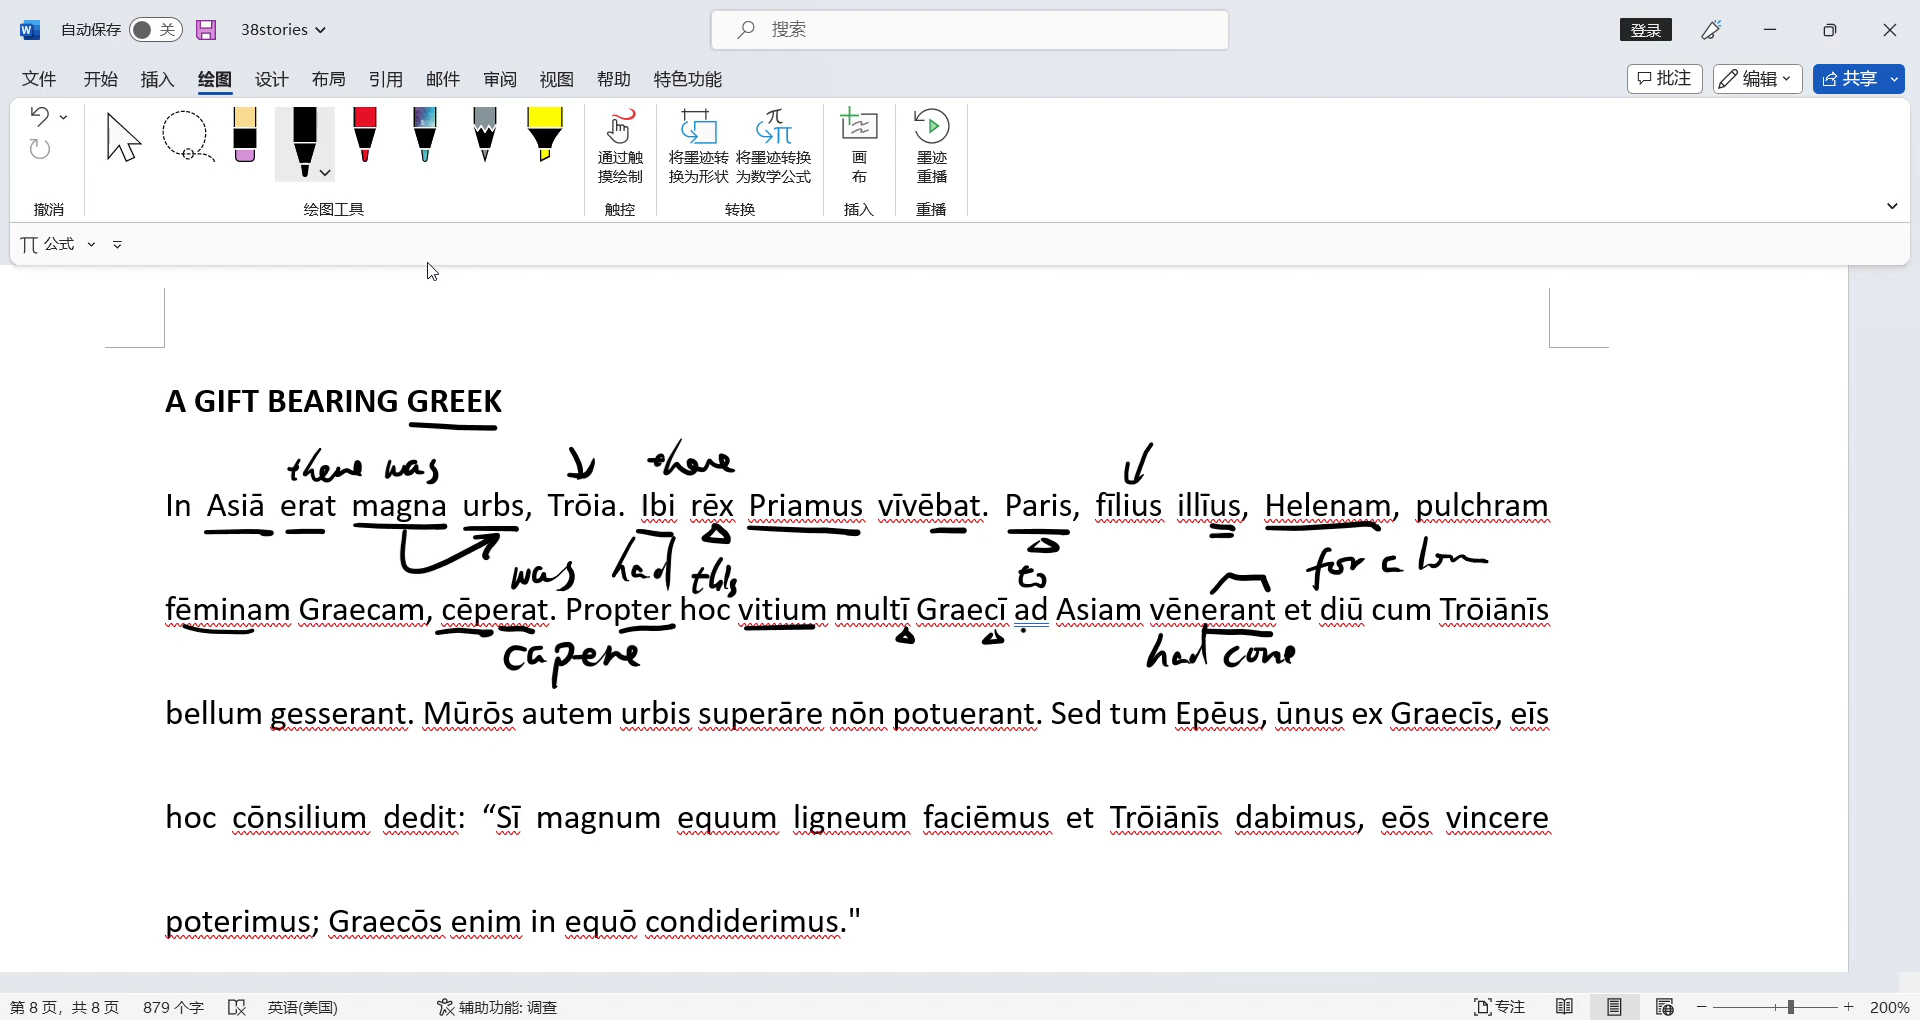 自动保存 关 38stories 搜索 登录
文件 开始 插入 绘图 设计 布局 引用 邮件 审阅 视图 帮助 特色功能 批注 编辑 共享
通过触摸绘制 将墨迹转换为形状 将墨迹转换为数学公式 画布 墨迹重播
撤消 绘图工具 触控 转换 插入 重播
公式
A GIFT BEARING GREEK
there was there
In Asiā erat magna urbs, Trōia. Ibi rēx Priamus vīvēbat. Paris, fīlius illīus, Helenam, pulchram
was had this to for a lon
fēminam Graecam, cēperat. Propter hoc vitium multī Graecī ad Asiam vēnerant et diū cum Trōiānīs
capere had come
bellum gesserant. Mūrōs autem urbis superāre nōn potuerant. Sed tum Epēus, ūnus ex Graecīs, eīs
hoc cōnsilium dedit: “Sī magnum equum ligneum faciēmus et Trōiānīs dabimus, eōs vincere
poterimus; Graecōs enim in equō condiderimus."
第 8 页，共 8 页 879 个字 英语(美国) 辅助功能: 调查 专注 200%